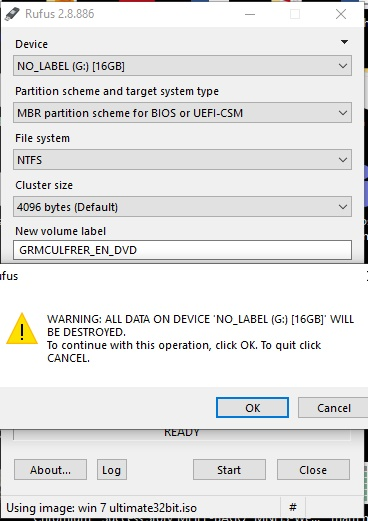 Rufus 2.8.886
Device
NO_LABEL (G:) [16GB]
Partition scheme and target system type
MBR partition scheme for BIOS or UEFI-CSM
File system
NTFS
Cluster size
4096 bytes (Default)
New volume label
GRMCULFRER_EN_DVD
ufus
WARNING: ALL DATA ON DEVICE 'NO_LABEL (G:) [16GB]' WILL
BE DESTROYED.
To continue with this operation, click OK. To quit click
CANCEL.
OK Cancel
READY
About... Log Start Close
Using image: win 7 ultimate32bit.iso #